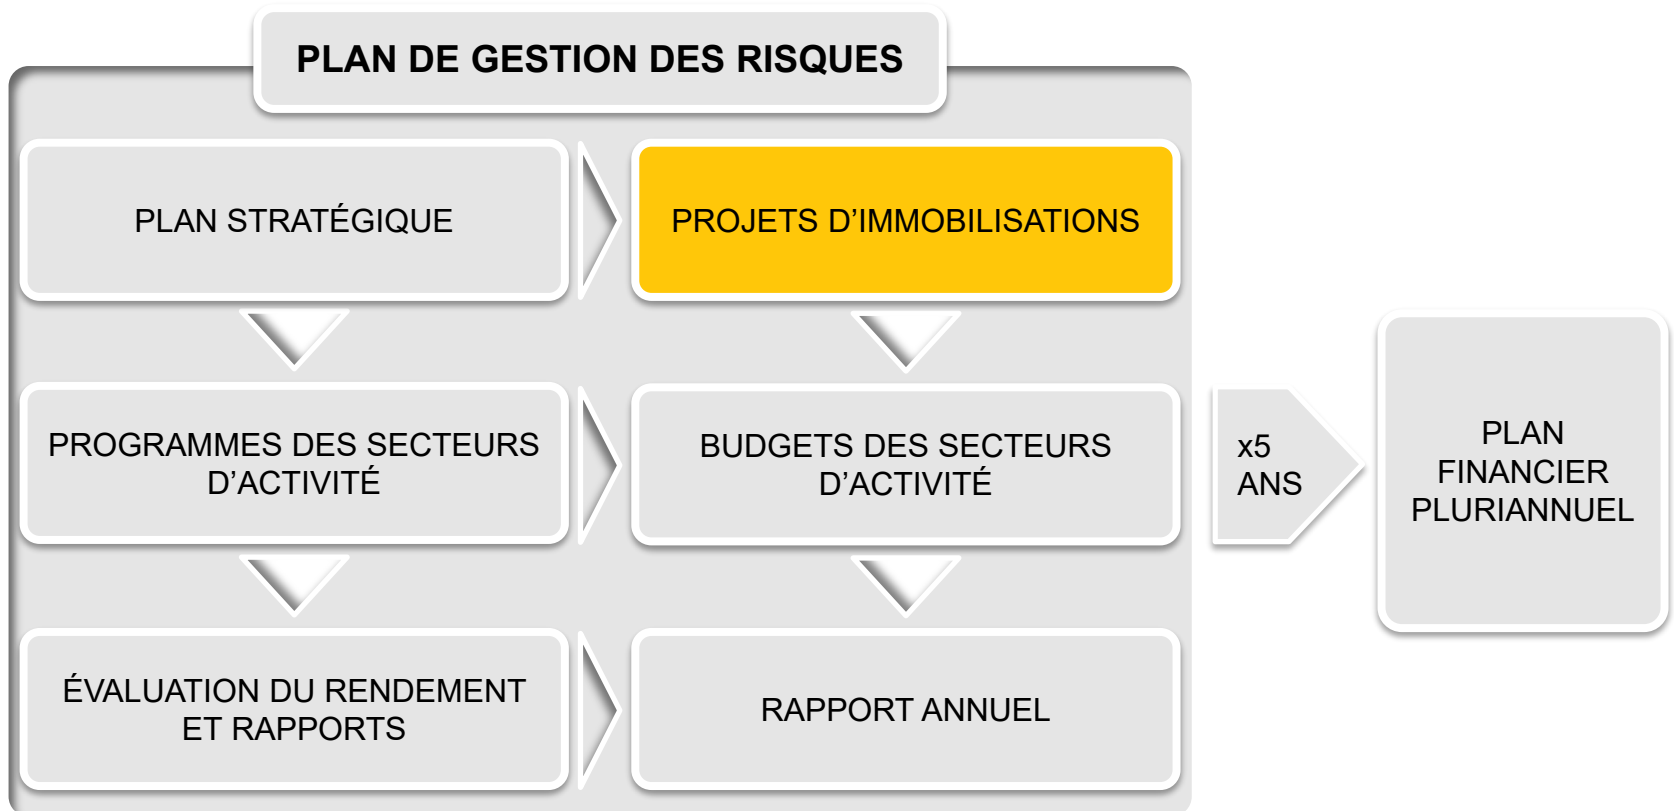 PLAN DE GESTION DES RISQUES
PLAN STRATÉGIQUE
PROJETS D’IMMOBILISATIONS
PROGRAMMES DES SECTEURS
D’ACTIVITÉ
BUDGETS DES SECTEURS
D’ACTIVITÉ
x5
ANS
PLAN
FINANCIER
PLURIANNUEL
ÉVALUATION DU RENDEMENT
ET RAPPORTS
RAPPORT ANNUEL